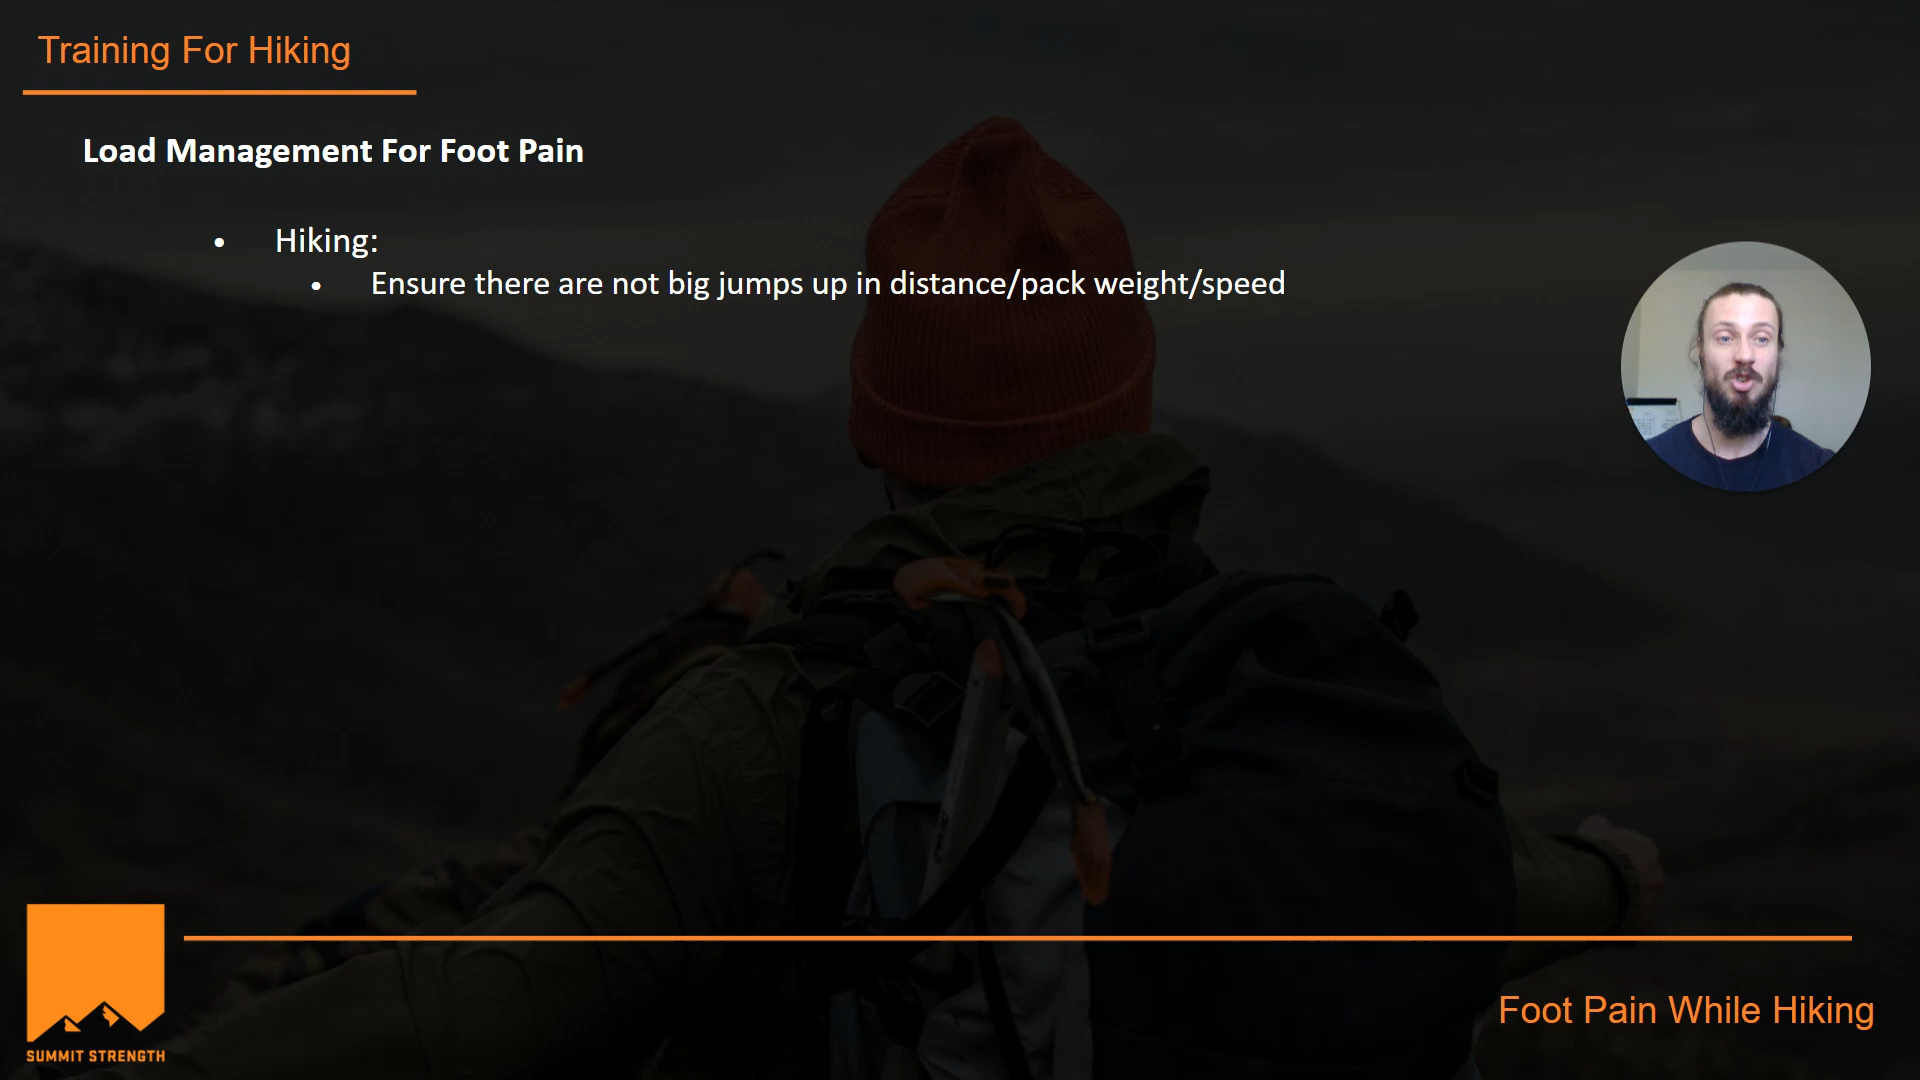 Training For Hiking
Load Management For Foot Pain
• Hiking:
• Ensure there are not big jumps up in distance/pack weight/speed
SUMMIT STRENGTH
Foot Pain While Hiking